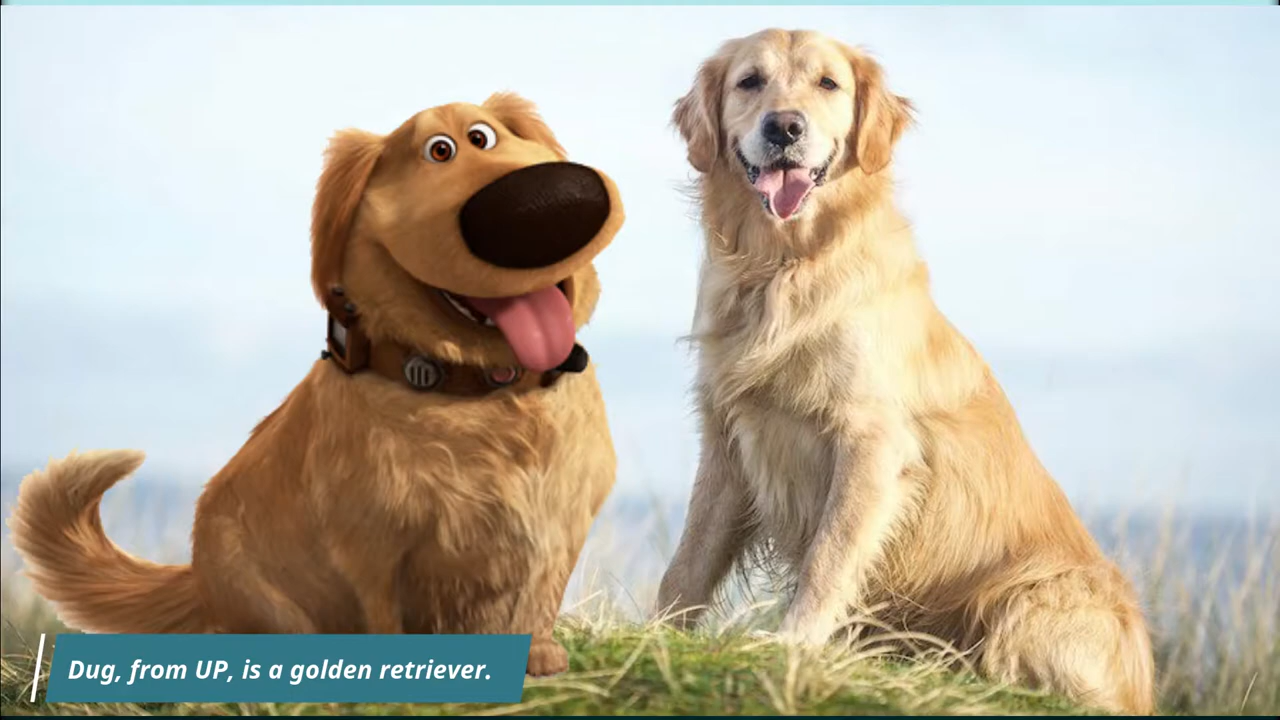 Dug, from UP, is a golden retriever.